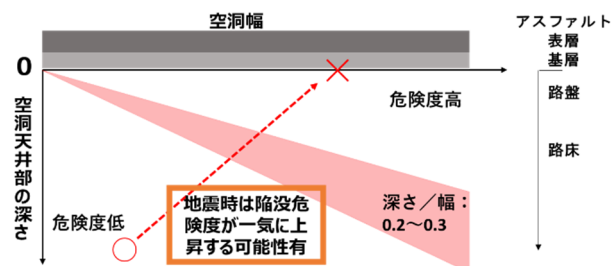 空洞幅
アスファルト
表層
基層
路盤
路床
0
空洞天井部の深さ
危険度高
危険度低
地震時は陥没危
険度が一気に上
昇する可能性有
深さ／幅：
0.2～0.3